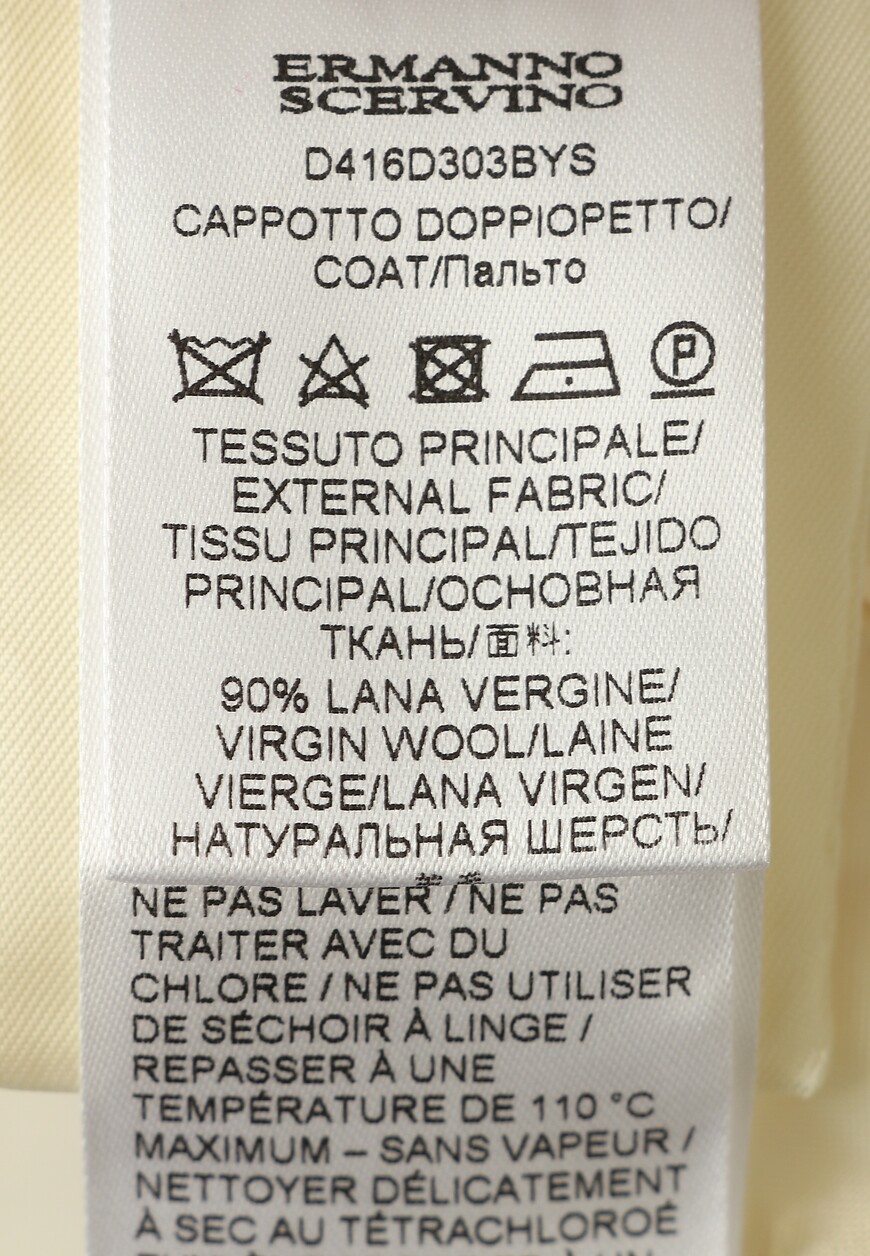 ERMANNO
SCERVINO
D416D303BYS
CAPPOTTO DOPPIOPETTO/
COAT/Пальто
P
TESSUTO PRINCIPALE/
EXTERNAL FABRIC/
TISSU PRINCIPAL/TEJIDO
PRINCIPAL/ОСНОВНАЯ
ТКАНЬ/面料:
90% LANA VERGINE/
VIRGIN WOOL/LAINE
VIERGE/LANA VIRGEN/
НАТУРАЛЬНАЯ ШЕРСТЬ/
NE PAS LAVER / NE PAS
TRAITER AVEC DU
CHLORE / NE PAS UTILISER
DE SÉCHOIR À LINGE /
REPASSER À UNE
TEMPÉRATURE DE 110 °C
MAXIMUM – SANS VAPEUR /
NETTOYER DÉLICATEMENT
À SEC AU TÉTRACHLOROÉ